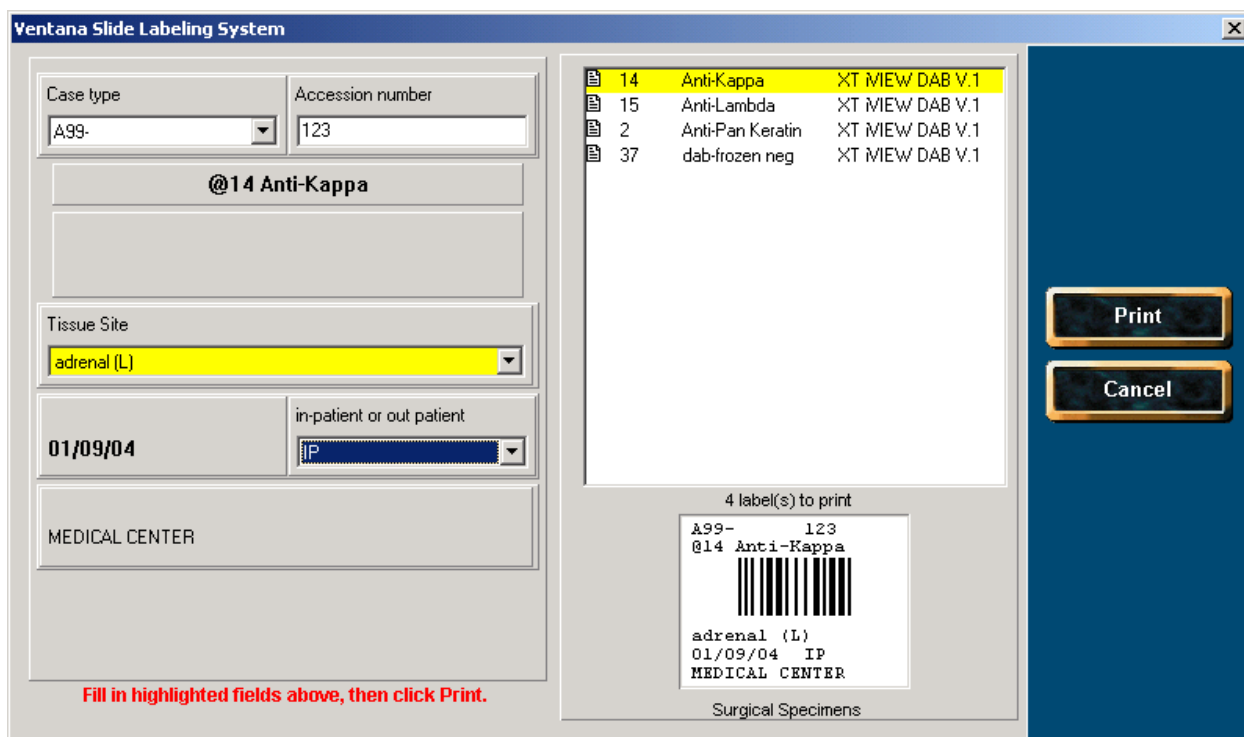 Ventana Slide Labeling System
Case type
Accession number
A99-
123
@14 Anti-Kappa
Tissue Site
adrenal (L)
01/09/04
in-patient or out patient
IP
MEDICAL CENTER
Fill in highlighted fields above, then click Print.
14 Anti-Kappa XT iVIEW DAB V.1
15 Anti-Lambda XT iVIEW DAB V.1
2 Anti-Pan Keratin XT iVIEW DAB V.1
37 dab-frozen neg XT iVIEW DAB V.1
4 label(s) to print
A99- 123
@14 Anti-Kappa
adrenal (L)
01/09/04 IP
MEDICAL CENTER
Surgical Specimens
Print
Cancel